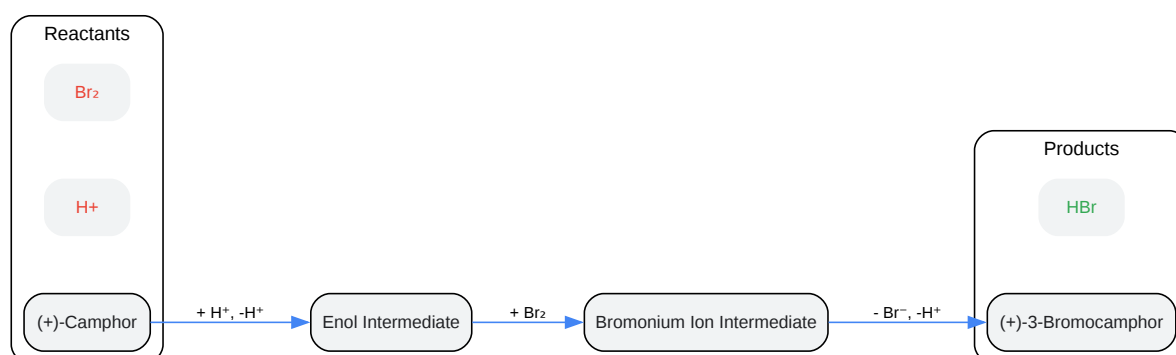 Reactants
Br₂
H+
(+)-Camphor
+ H⁺, -H⁺
Enol Intermediate
+ Br₂
Bromonium Ion Intermediate
- Br⁻, -H⁺
Products
HBr
(+)-3-Bromocamphor